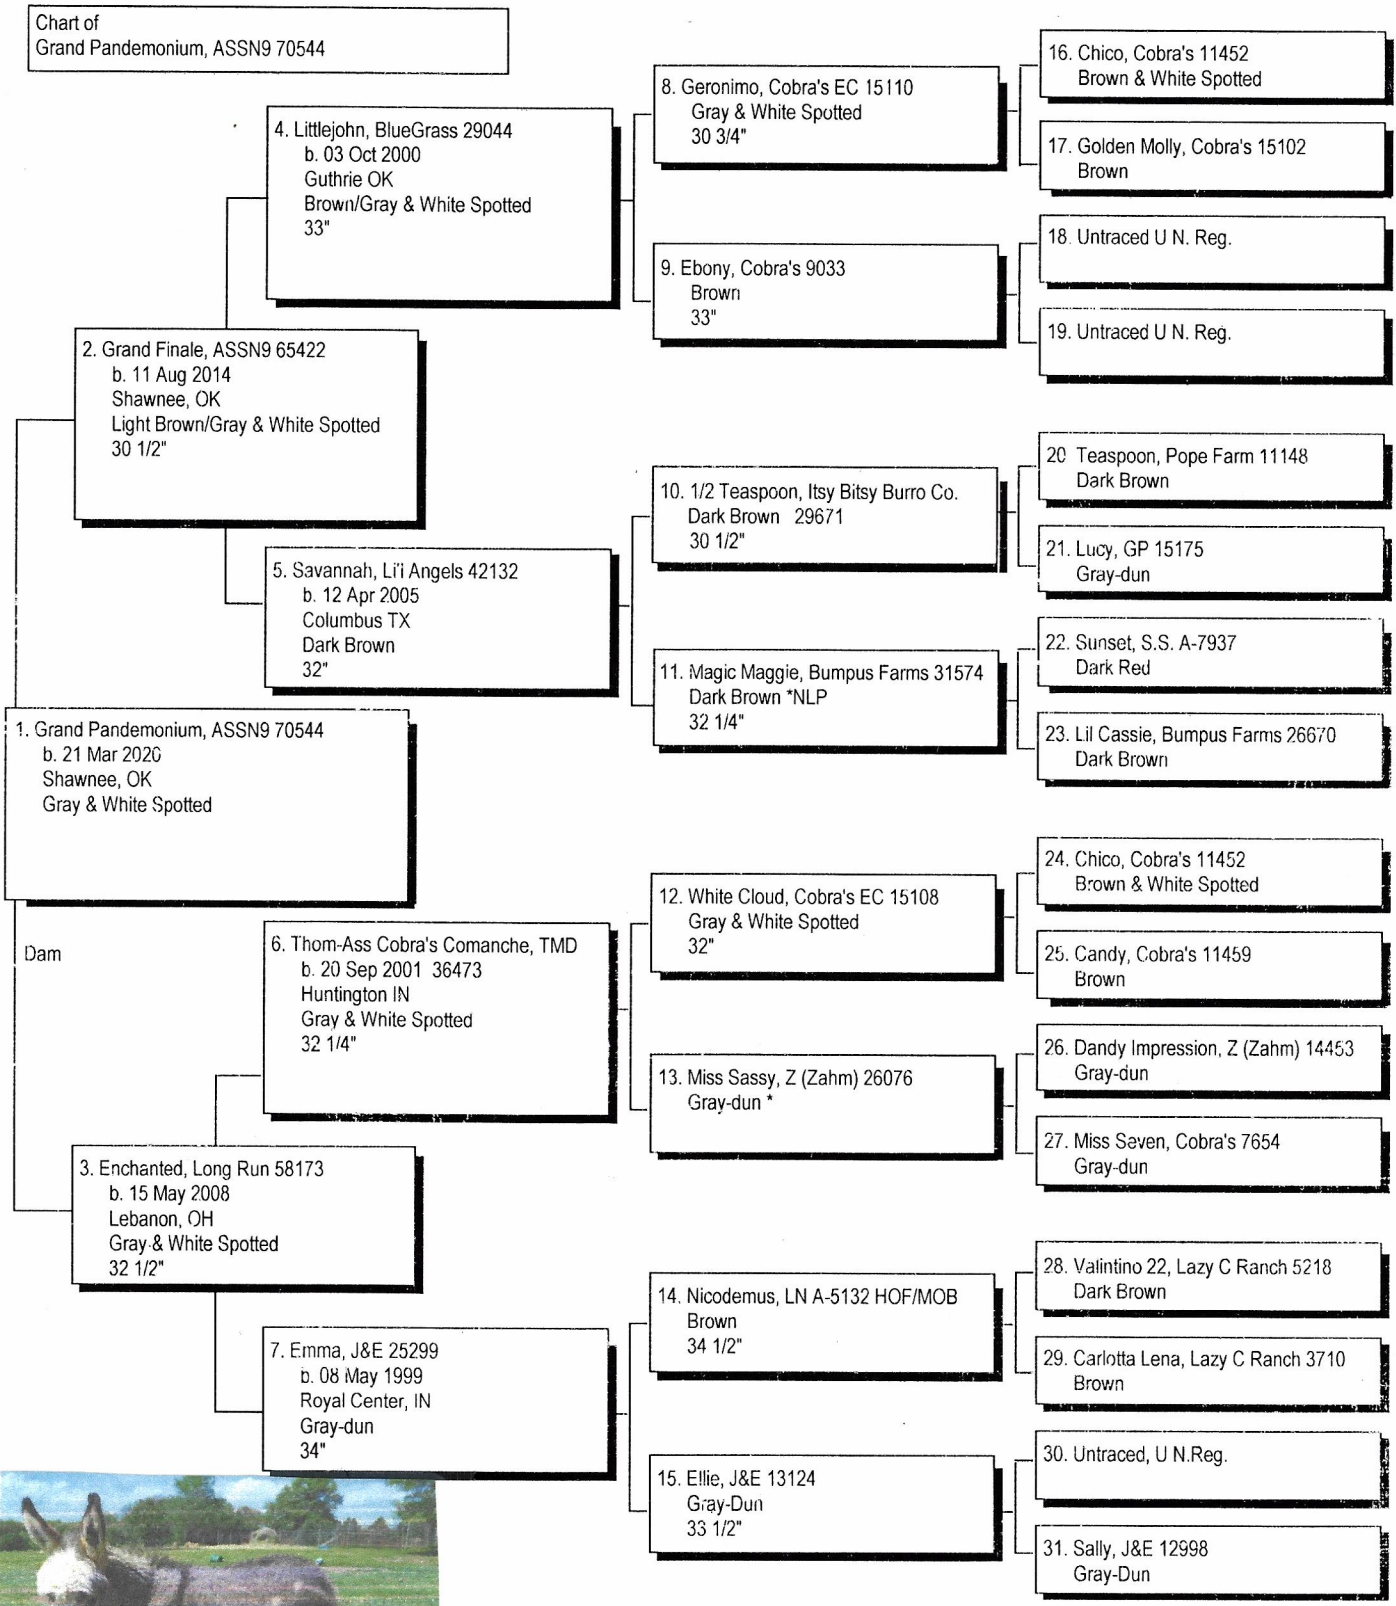 Chart of
Grand Pandemonium, ASSN9 70544
16. Chico, Cobra's 11452
Brown & White Spotted
8. Geronimo, Cobra's EC 15110
Gray & White Spotted
30 3/4"
17. Golden Molly, Cobra's 15102
Brown
4. Littlejohn, BlueGrass 29044
b. 03 Oct 2000
Guthrie OK
Brown/Gray & White Spotted
33"
18. Untraced U N. Reg.
9. Ebony, Cobra's 9033
Brown
33"
19. Untraced U N. Reg.
2. Grand Finale, ASSN9 65422
b. 11 Aug 2014
Shawnee, OK
Light Brown/Gray & White Spotted
30 1/2"
20 Teaspoon, Pope Farm 11148
Dark Brown
10. 1/2 Teaspoon, Itsy Bitsy Burro Co.
Dark Brown 29671
30 1/2"
21. Lucy, GP 15175
Gray-dun
5. Savannah, Li'i Angels 42132
b. 12 Apr 2005
Columbus TX
Dark Brown
32"
22. Sunset, S.S. A-7937
Dark Red
11. Magic Maggie, Bumpus Farms 31574
Dark Brown *NLP
32 1/4"
23. Lil Cassie, Bumpus Farms 26670
Dark Brown
1. Grand Pandemonium, ASSN9 70544
b. 21 Mar 2020
Shawnee, OK
Gray & White Spotted
24. Chico, Cobra's 11452
Brown & White Spotted
12. White Cloud, Cobra's EC 15108
Gray & White Spotted
32"
25. Candy, Cobra's 11459
Brown
Dam
6. Thom-Ass Cobra's Comanche, TMD
b. 20 Sep 2001 36473
Huntington IN
Gray & White Spotted
32 1/4"
26. Dandy Impression, Z (Zahm) 14453
Gray-dun
13. Miss Sassy, Z (Zahm) 26076
Gray-dun *
27. Miss Seven, Cobra's 7654
Gray-dun
3. Enchanted, Long Run 58173
b. 15 May 2008
Lebanon, OH
Gray & White Spotted
32 1/2"
28. Valintino 22, Lazy C Ranch 5218
Dark Brown
14. Nicodemus, LN A-5132 HOF/MOB
Brown
34 1/2"
29. Carlotta Lena, Lazy C Ranch 3710
Brown
7. Emma, J&E 25299
b. 08 May 1999
Royal Center, IN
Gray-dun
34"
30. Untraced, U N.Reg.
15. Ellie, J&E 13124
Gray-Dun
33 1/2"
31. Sally, J&E 12998
Gray-Dun